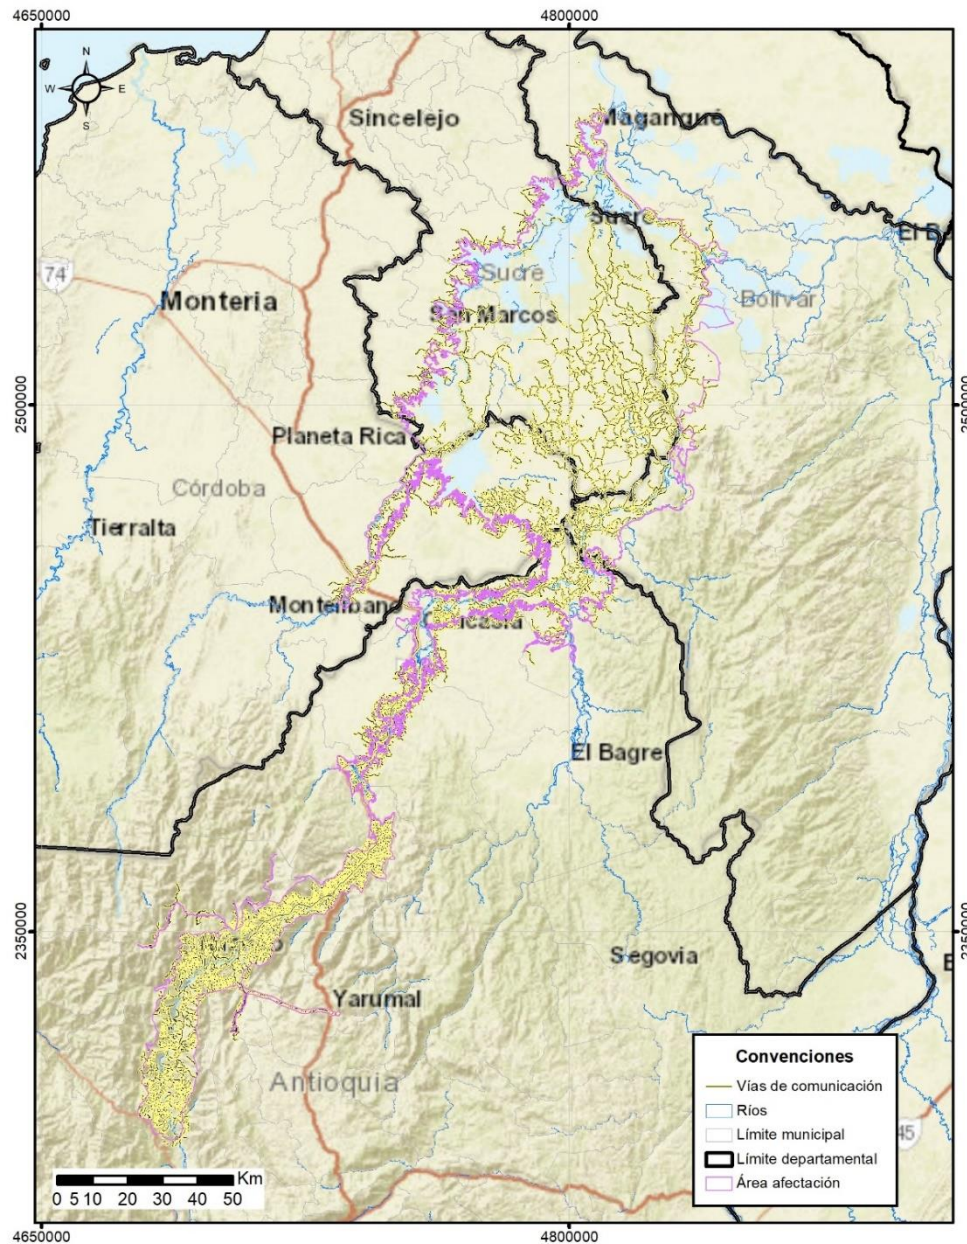 4650000
4800000
N
W
E
S
Sincelejo
Magangué
Sucre
El B
74
Sucre
Bolívar
Monteria
San Marcos
2500000
2500000
Planeta Rica
Córdoba
Tierralta
Montelibano
Caucasia
El Bagre
2350000
2350000
Segovia
Yarumal
Antioquia
Convenciones
Vías de comunicación
Ríos
Límite municipal
Límite departamental
Área afectación
45
Km
0 5 10 20 30 40 50
4650000
4800000